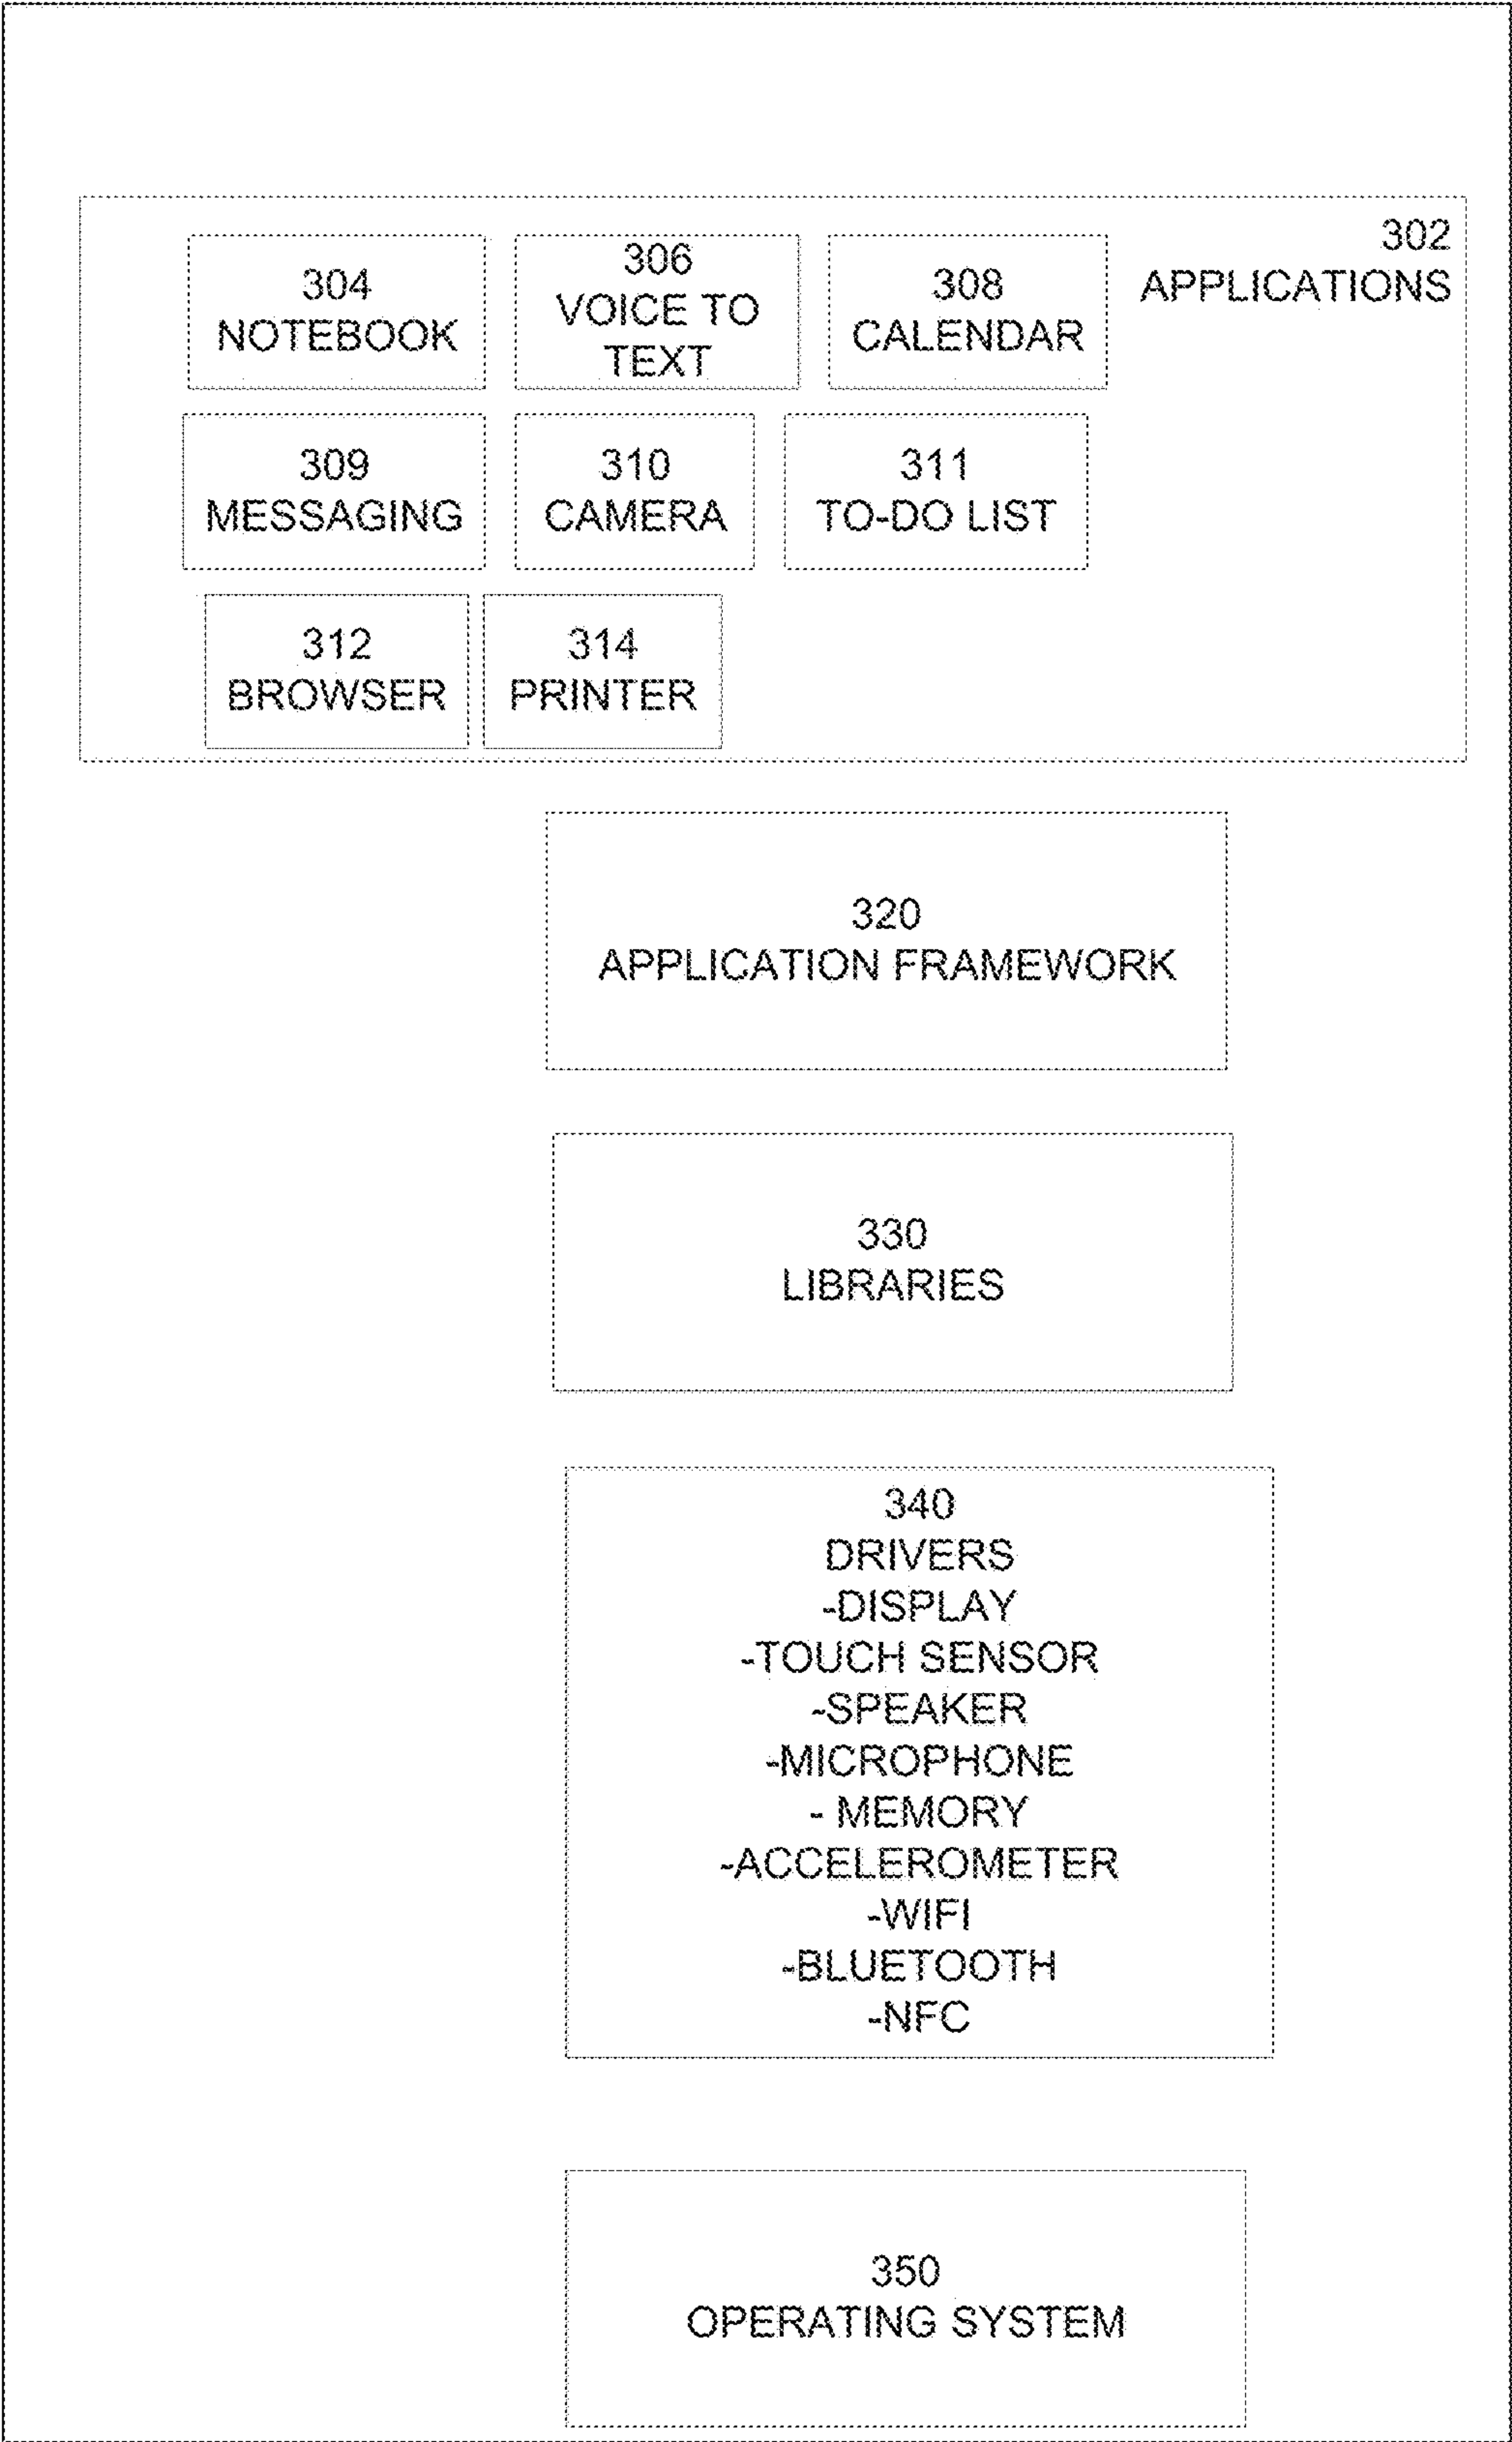 302
APPLICATIONS
304
NOTEBOOK
306
VOICE TO
TEXT
308
CALENDAR
309
MESSAGING
310
CAMERA
311
TO-DO LIST
312
BROWSER
314
PRINTER
320
APPLICATION FRAMEWORK
330
LIBRARIES
340
DRIVERS
-DISPLAY
-TOUCH SENSOR
-SPEAKER
-MICROPHONE
- MEMORY
-ACCELEROMETER
-WIFI
-BLUETOOTH
-NFC
350
OPERATING SYSTEM